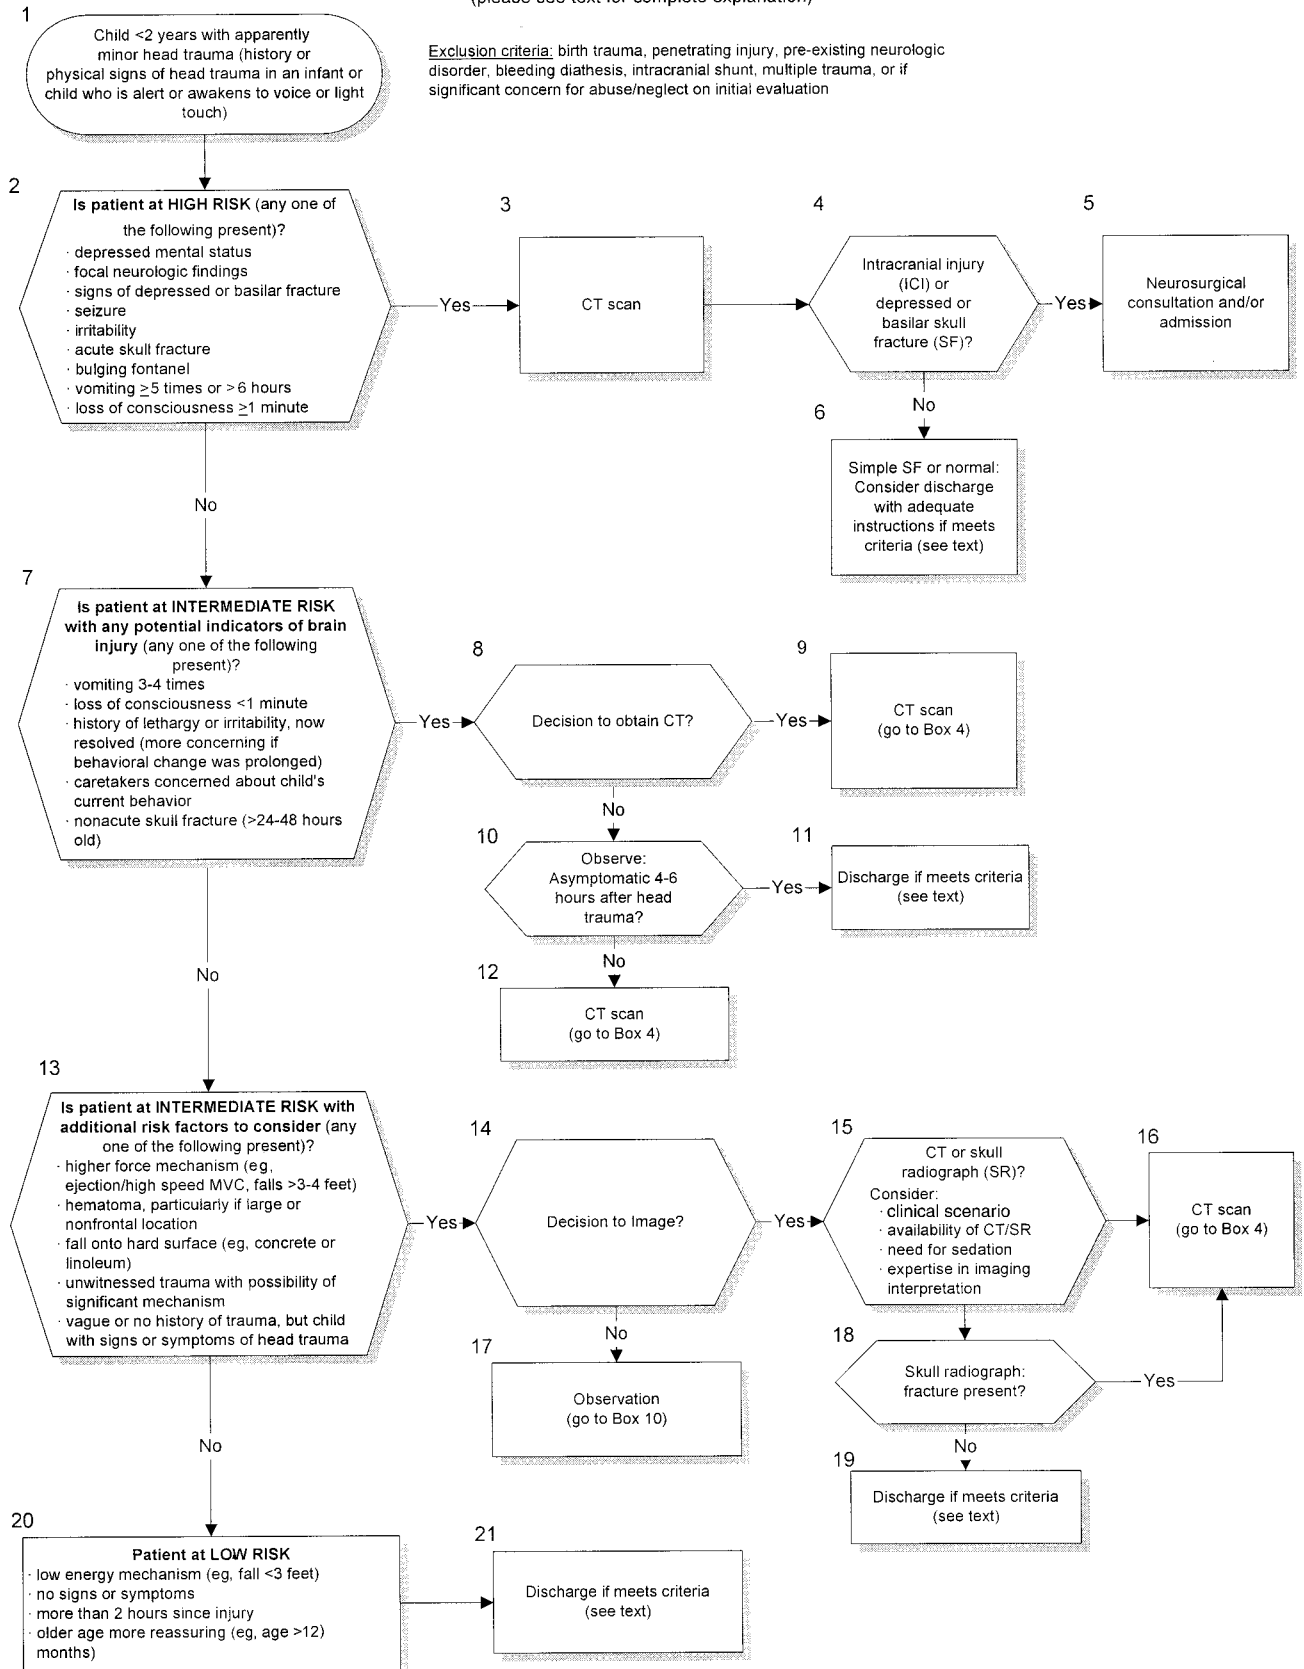 (please see text for complete explanation)
1
Child <2 years with apparently
minor head trauma (history or
physical signs of head trauma in an infant or
child who is alert or awakens to voice or light
touch)
Exclusion criteria: birth trauma, penetrating injury, pre-existing neurologic
disorder, bleeding diathesis, intracranial shunt, multiple trauma, or if
significant concern for abuse/neglect on initial evaluation
2
Is patient at HIGH RISK (any one of
the following present)?
· depressed mental status
· focal neurologic findings
· signs of depressed or basilar fracture
· seizure
· irritability
· acute skull fracture
· bulging fontanel
· vomiting ≥5 times or >6 hours
· loss of consciousness ≥1 minute
Yes
3
CT scan
4
Intracranial injury
(ICI) or
depressed or
basilar skull
fracture (SF)?
Yes
5
Neurosurgical
consultation and/or
admission
No
6
Simple SF or normal:
Consider discharge
with adequate
instructions if meets
criteria (see text)
No
7
Is patient at INTERMEDIATE RISK
with any potential indicators of brain
injury (any one of the following
present)?
· vomiting 3-4 times
· loss of consciousness <1 minute
· history of lethargy or irritability, now
resolved (more concerning if
behavioral change was prolonged)
· caretakers concerned about child's
current behavior
· nonacute skull fracture (>24-48 hours
old)
Yes
8
Decision to obtain CT?
Yes
9
CT scan
(go to Box 4)
No
10
Observe:
Asymptomatic 4-6
hours after head
trauma?
Yes
11
Discharge if meets criteria
(see text)
No
12
CT scan
(go to Box 4)
No
13
Is patient at INTERMEDIATE RISK with
additional risk factors to consider (any
one of the following present)?
· higher force mechanism (eg,
ejection/high speed MVC, falls >3-4 feet)
· hematoma, particularly if large or
nonfrontal location
· fall onto hard surface (eg, concrete or
linoleum)
· unwitnessed trauma with possibility of
significant mechanism
· vague or no history of trauma, but child
with signs or symptoms of head trauma
Yes
14
Decision to Image?
Yes
15
CT or skull
radiograph (SR)?
Consider:
· clinical scenario
· availability of CT/SR
· need for sedation
· expertise in imaging
interpretation
16
CT scan
(go to Box 4)
No
17
Observation
(go to Box 10)
18
Skull radiograph:
fracture present?
Yes
No
19
Discharge if meets criteria
(see text)
No
20
Patient at LOW RISK
· low energy mechanism (eg, fall <3 feet)
· no signs or symptoms
· more than 2 hours since injury
· older age more reassuring (eg, age >12)
months)
21
Discharge if meets criteria
(see text)